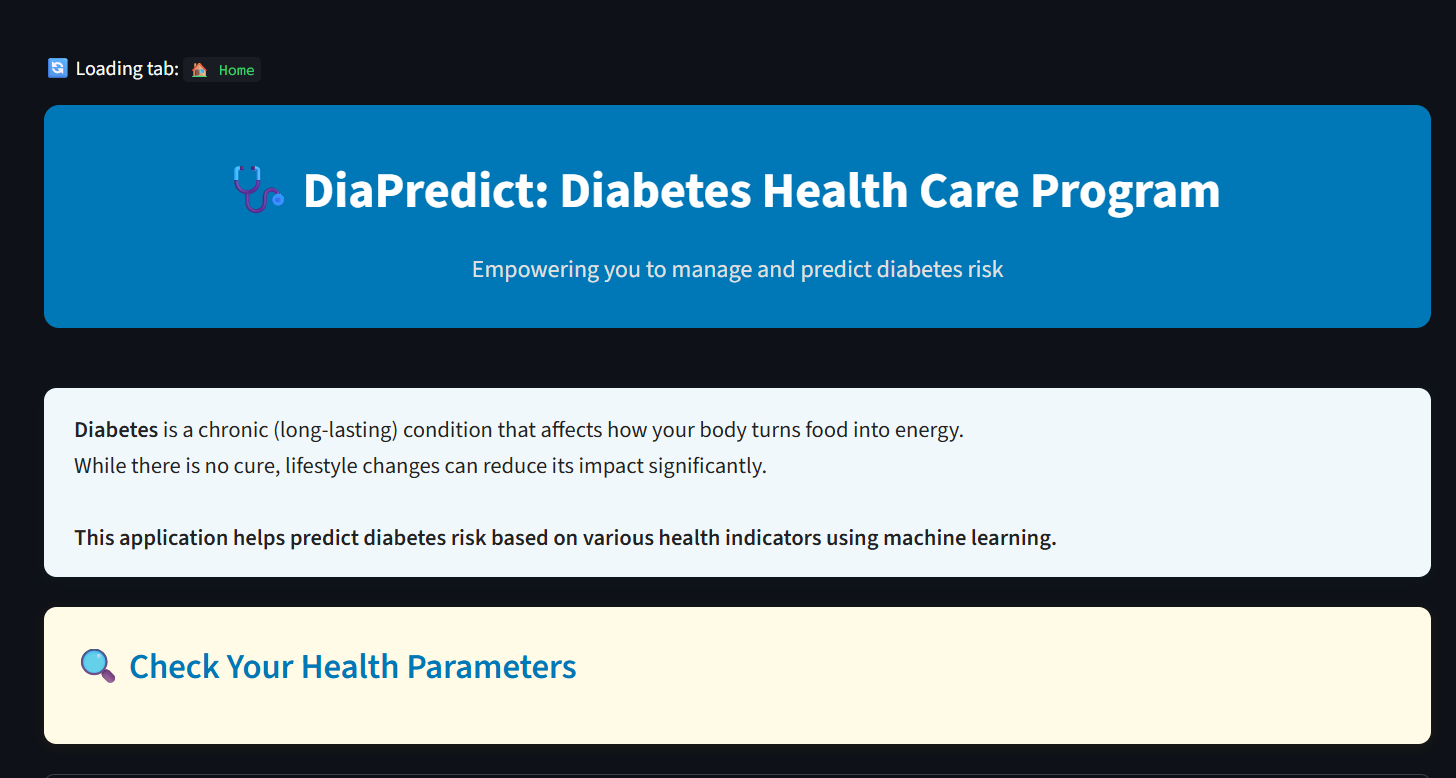 Loading tab: Home
DiaPredict: Diabetes Health Care Program
Empowering you to manage and predict diabetes risk
Diabetes is a chronic (long-lasting) condition that affects how your body turns food into energy.
While there is no cure, lifestyle changes can reduce its impact significantly.
This application helps predict diabetes risk based on various health indicators using machine learning.
Check Your Health Parameters